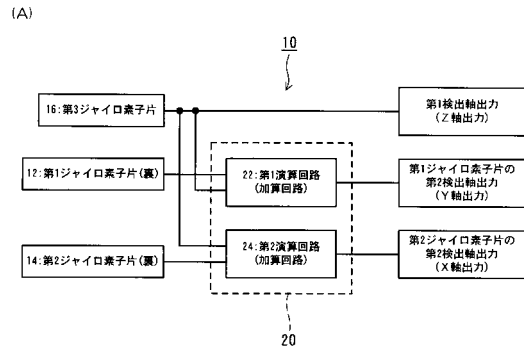 (A)
10
16:第3ジャイロ素子片
第1検出軸出力
(Z軸出力)
12:第1ジャイロ素子片(裏)
22:第1演算回路
(加算回路)
第1ジャイロ素子片の
第2検出軸出力
(Y軸出力)
14:第2ジャイロ素子片(裏)
24:第2演算回路
(加算回路)
第2ジャイロ素子片の
第2検出軸出力
(X軸出力)
20